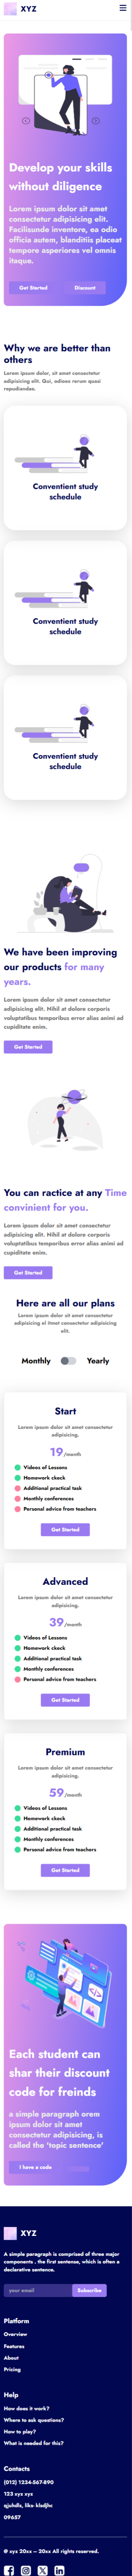 XYZ
Develop your skills
without diligence
Lorem ipsum dolor sit amet
consectetur adipisicing elit.
Facilisunde inventore, ea odio
officia autem, blanditiis placeat
tempore asperiores vel omnis
itaque.
Get Started
Discount
Why we are better than
others
Lorem ipsum dolor, sit amet consectetur
adipisicing elit. Qui, adiose rerum quasi
repudiandae.
Conventient study
schedule
Conventient study
schedule
Conventient study
schedule
We have been improving
our products for many
years.
Lorem ipsum dolor sit amet consectetur
adipisicing elit. Nihil at dolore corporis
voluptatibus temporibus error alias animi ad
cupiditate enim.
Get Started
You can ractice at any Time
convinient for you.
Lorem ipsum dolor sit amet consectetur
adipisicing elit. Nihil at dolore corporis
voluptatibus temporibus error alias animi ad
cupiditate enim.
Get Started
Here are all our plans
Lorem ipsum dolor sit amet consectetur
adipisicing ol itmet consectetur adipisicing
elit.
Monthly
Yearly
Start
Lorem ipsum dolor sit amet consectetur
adipisicing.
19/month
Videos of Lessons
Homework ckeck
Additional practical task
Monthly conferences
Personal advice from teachers
Get Started
Advanced
Lorem ipsum dolor sit amet consectetur
adipisicing.
39/month
Videos of Lessons
Homework ckeck
Additional practical task
Monthly conferences
Personal advice from teachers
Get Started
Premium
Lorem ipsum dolor sit amet consectetur
adipisicing.
59/month
Videos of Lessons
Homework ckeck
Additional practical task
Monthly conferences
Personal advice from teachers
Get Started
Each student can
shar their discount
code for freinds
a simple paragraph orem
ipsum dolor sit amet
consectetur adipisicing, is
called the 'topic sentence'
I have a code
XYZ
A simple paragraph is comprised of three major
components . the first sentense, which is often a
declarative sentence.
your email
Subscribe
Platform
Overview
Features
About
Pricing
Help
How does it work?
Where to ask questions?
How to play?
What is needed for this?
Contacts
(012) 1234-567-890
123 xyz xyz
09657
@ xyz 20xx – 20xx All rights reserved.